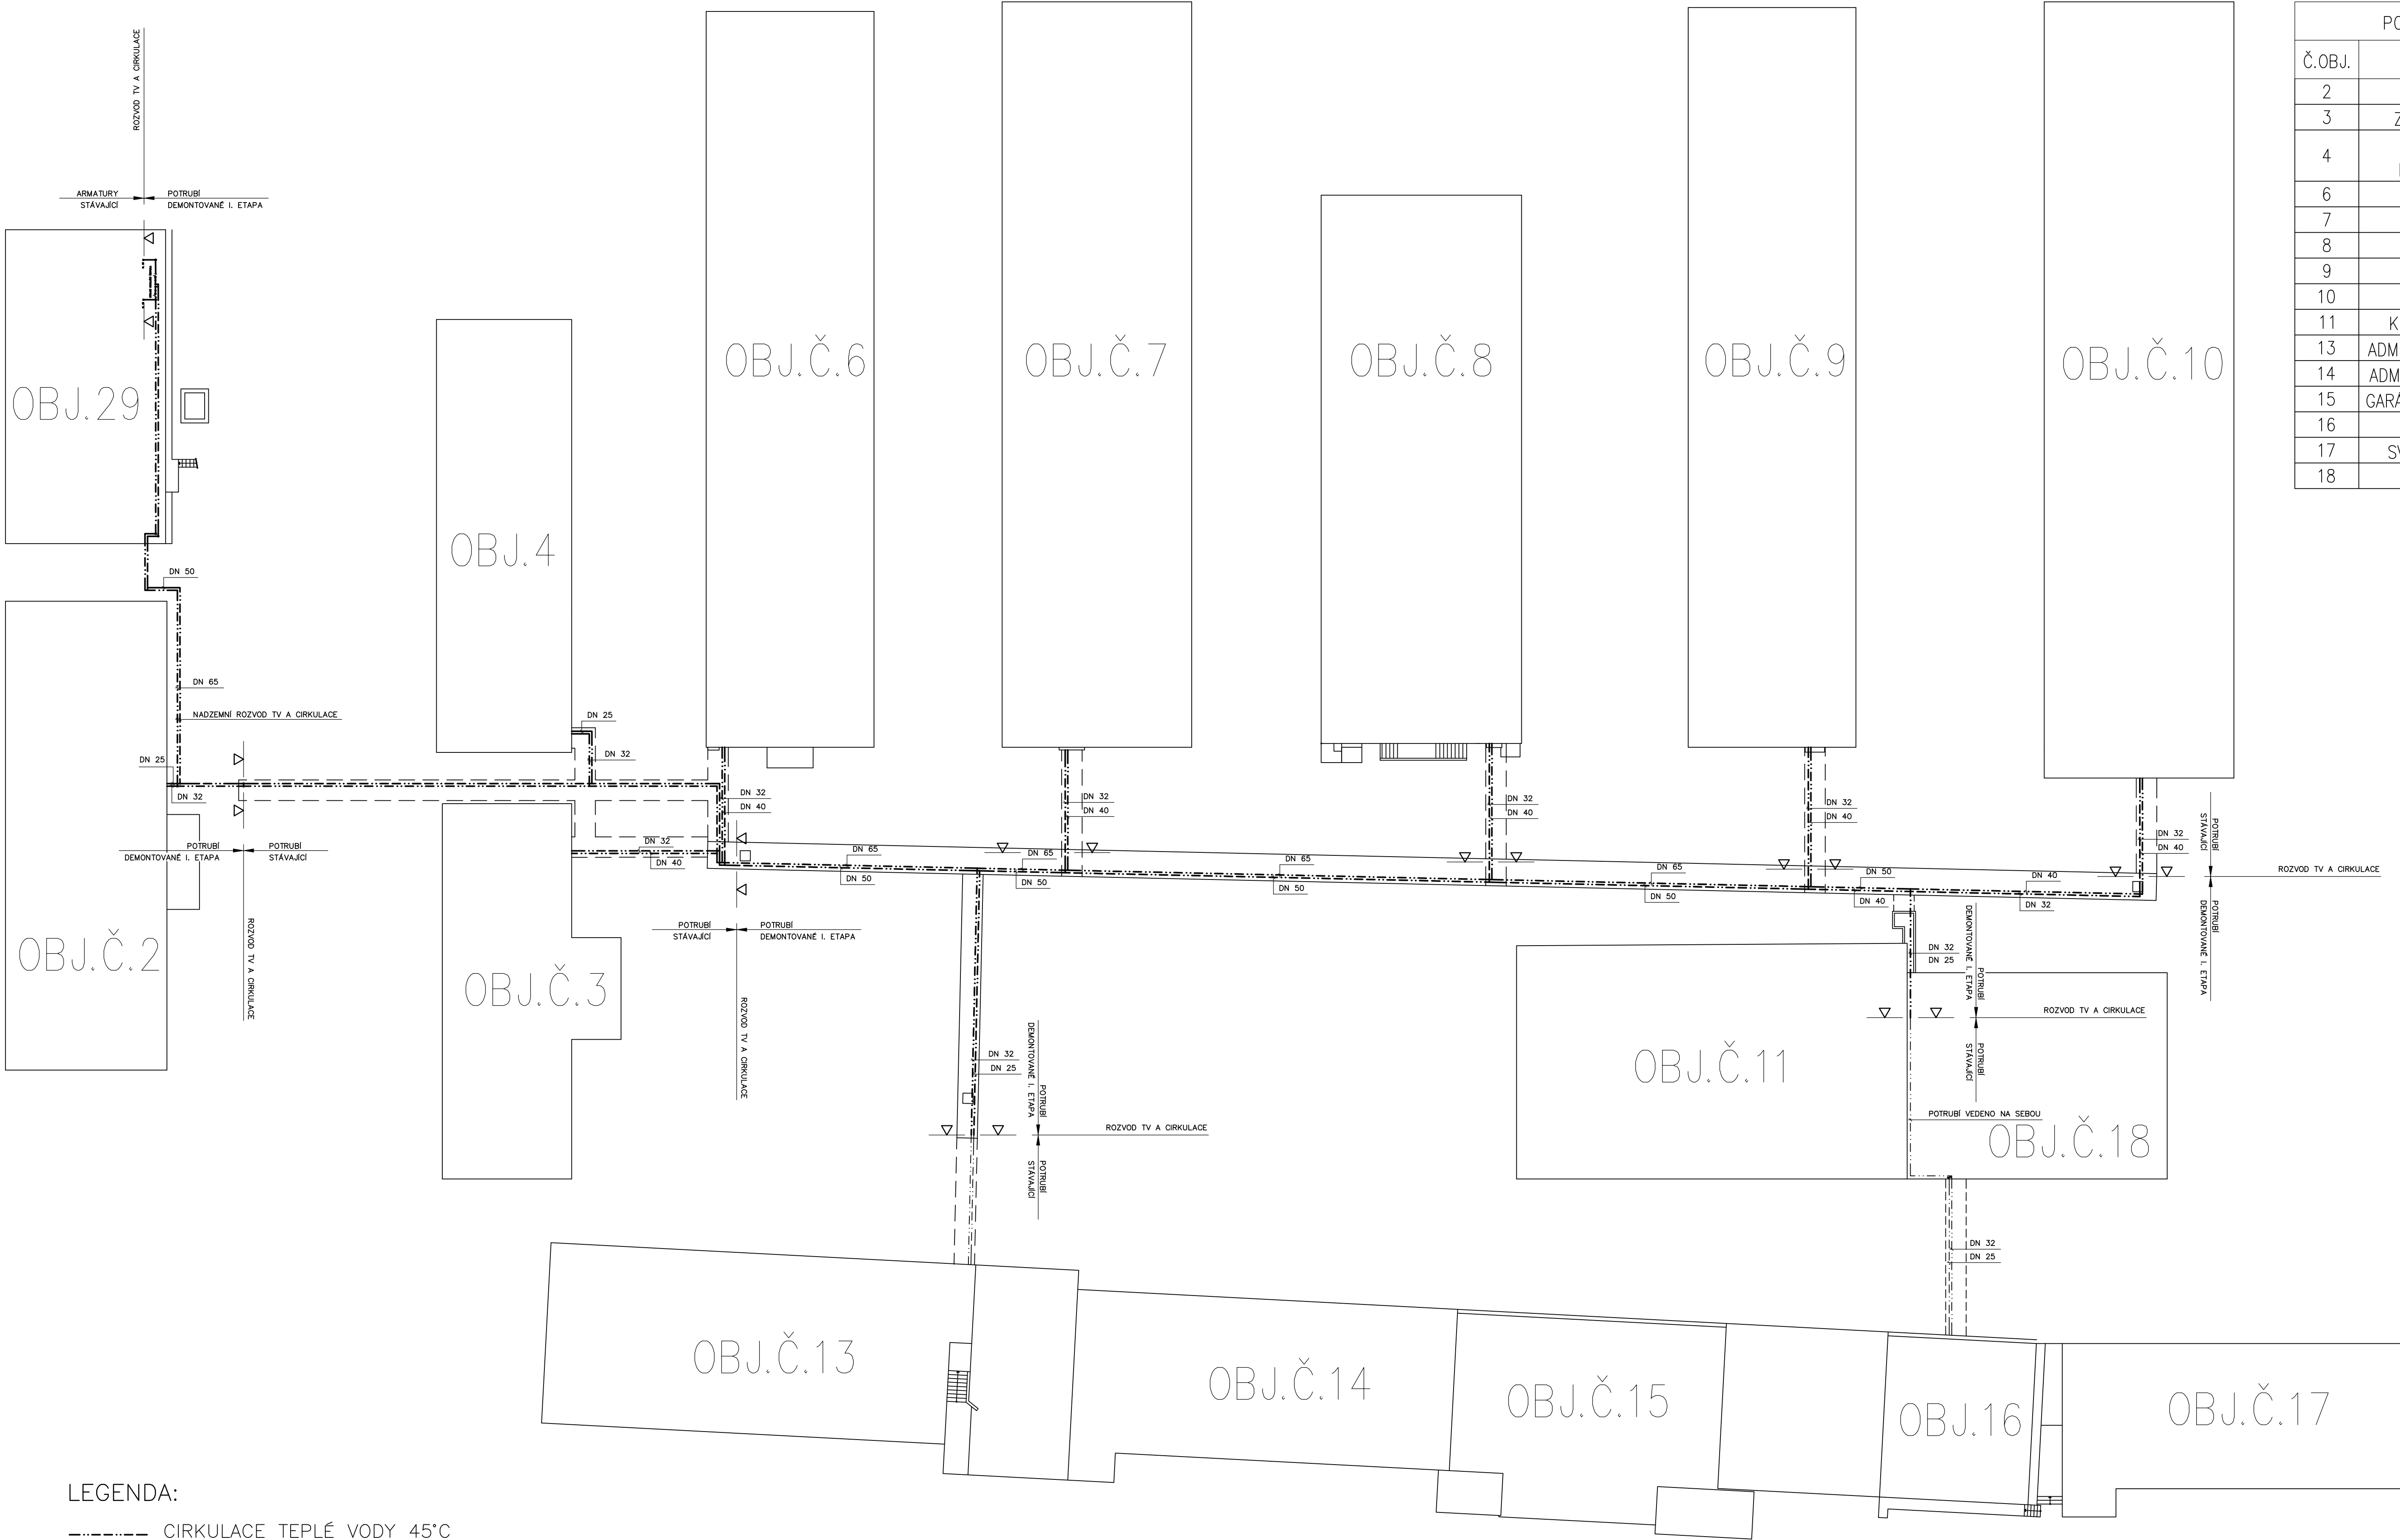 ROZVOD TV A CIRKULACE
ARMATURY
STÁVAJÍCÍ
POTRUBÍ
DEMONTOVANÉ I. ETAPA
OBJ.29
DN 50
DN 65
NADZEMNÍ ROZVOD TV A CIRKULACE
DN 25
DN 32
POTRUBÍ
DEMONTOVANÉ I. ETAPA
POTRUBÍ
STÁVAJÍCÍ
ROZVOD TV A CIRKULACE
OBJ.Č.2
OBJ.4
DN 25
DN 32
OBJ.Č.3
DN 32
DN 40
OBJ.Č.6
DN 32
DN 40
POTRUBÍ
STÁVAJÍCÍ
POTRUBÍ
DEMONTOVANÉ I. ETAPA
ROZVOD TV A CIRKULACE
DN 65
DN 50
OBJ.Č.7
DN 32
DN 40
DN 65
DN 50
DN 32
DN 25
DEMONTOVANÉ I. ETAPA
POTRUBÍ
ROZVOD TV A CIRKULACE
STÁVAJÍCÍ
POTRUBÍ
OBJ.Č.8
DN 32
DN 40
DN 65
DN 50
OBJ.Č.9
DN 32
DN 40
DN 65
DN 50
DN 50
DN 40
OBJ.Č.10
DN 32
DN 40
DN 40
DN 32
STÁVAJÍCÍ
POTRUBÍ
ROZVOD TV A CIRKULACE
DEMONTOVANÉ I. ETAPA
POTRUBÍ
DN 32
DN 25
DEMONTOVANÉ I. ETAPA
POTRUBÍ
ROZVOD TV A CIRKULACE
STÁVAJÍCÍ
POTRUBÍ
OBJ.Č.11
POTRUBÍ VEDENO NA SEBOU
OBJ.Č.18
DN 32
DN 25
OBJ.Č.13
OBJ.Č.14
OBJ.Č.15
OBJ.16
OBJ.Č.17
PO
Č.OBJ.
2
3 Z
4
6
7
8
9
10
11 K
13 ADM
14 ADM
15 GARÁ
16
17 SV
18
LEGENDA:
CIRKULACE TEPLÉ VODY 45°C